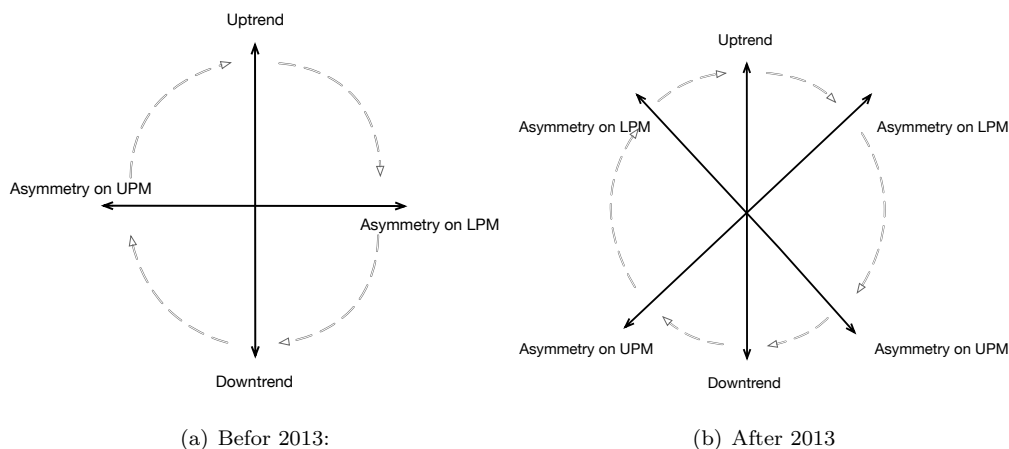 Uptrend
Asymmetry on UPM
Asymmetry on LPM
Downtrend
(a) Befor 2013:
Uptrend
Asymmetry on LPM
Asymmetry on LPM
Asymmetry on UPM
Asymmetry on UPM
Downtrend
(b) After 2013